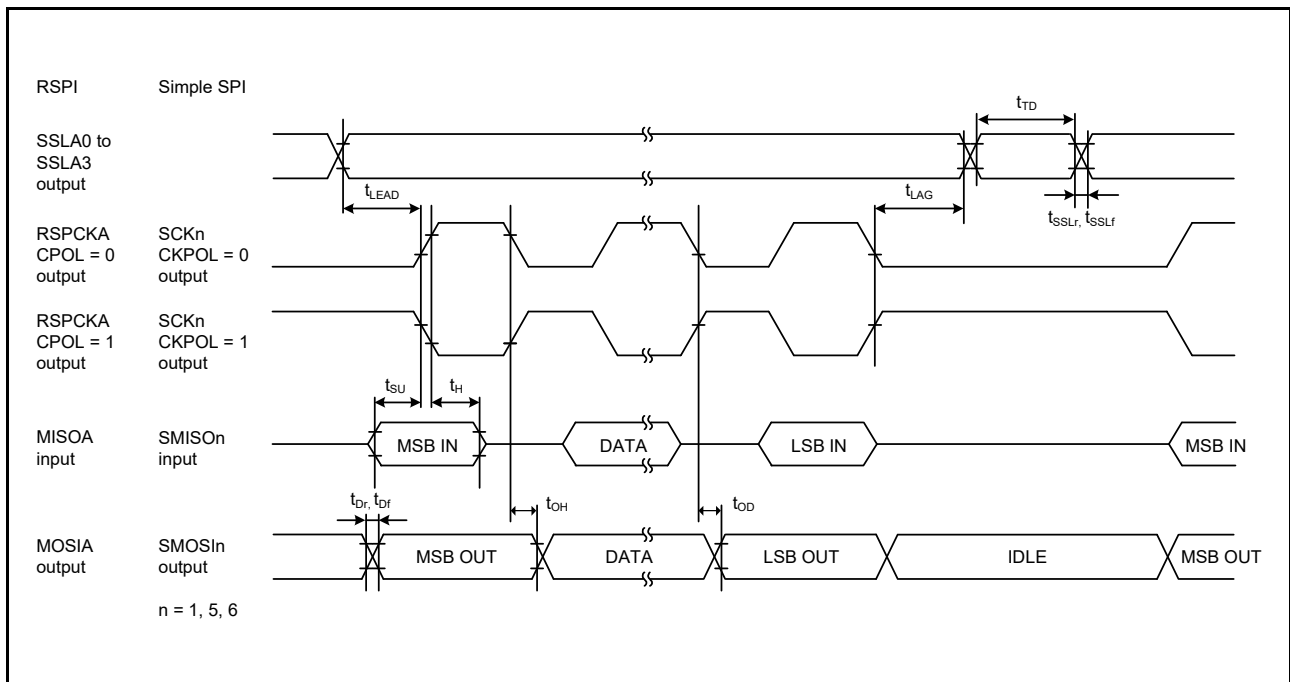 RSPI Simple SPI
tTD
SSLA0 to
SSLA3
output
tLEAD
tLAG
tSSLr, tSSLf
RSPCKA SCKn
CPOL = 0 CKPOL = 0
output output
RSPCKA SCKn
CPOL = 1 CKPOL = 1
output output
tSU tH
MISOA SMISOn
input input
MSB IN DATA LSB IN MSB IN
tDr, tDf
tOH
tOD
MOSIA SMOSIn
output output
MSB OUT DATA LSB OUT IDLE MSB OUT
n = 1, 5, 6